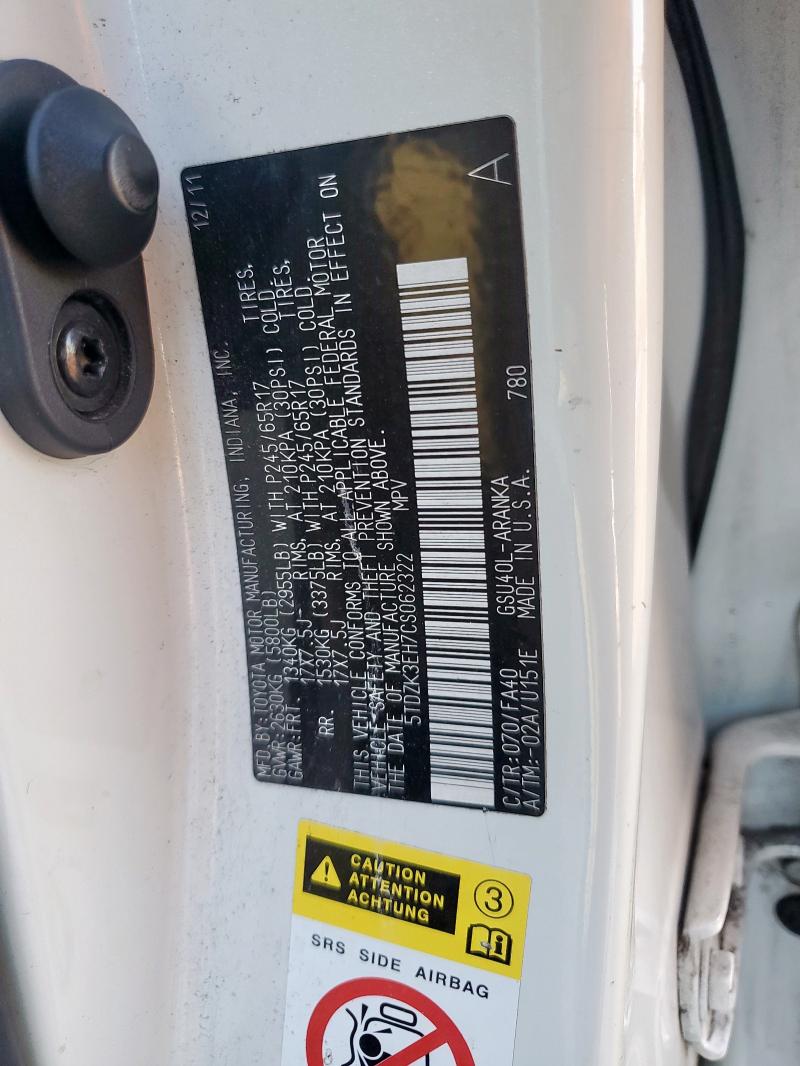 MFD.BY:TOYOTA MOTOR MANUFACTURING, INDIANA, INC. 12/11
GVWR:2630KG (5800LB)
GAWR:FRT. 1340KG (2955LB) WITH P245/65R17 TIRES,
17X7.5J- RIMS, AT 210KPA (30PSI) COLD.
RR. 1530KG (3375LB) WITH P245/65R17 TIRES,
17X7.5J RIMS, AT 210KPA (30PSI) COLD.
THIS VEHICLE CONFORMS TO ALL APPLICABLE FEDERAL MOTOR
VEHICLE SAFETY AND THEFT PREVENTION STANDARDS IN EFFECT ON
THE DATE OF MANUFACTURE SHOWN ABOVE.
5TDZK3EH7CS062322 MPV
A
C/TR:070/FA40 GSU40L-ARANKA 780
A/TM:-02A/U151E MADE IN U.S.A.
CAUTION
ATTENTION
ACHTUNG
3
SRS SIDE AIRBAG